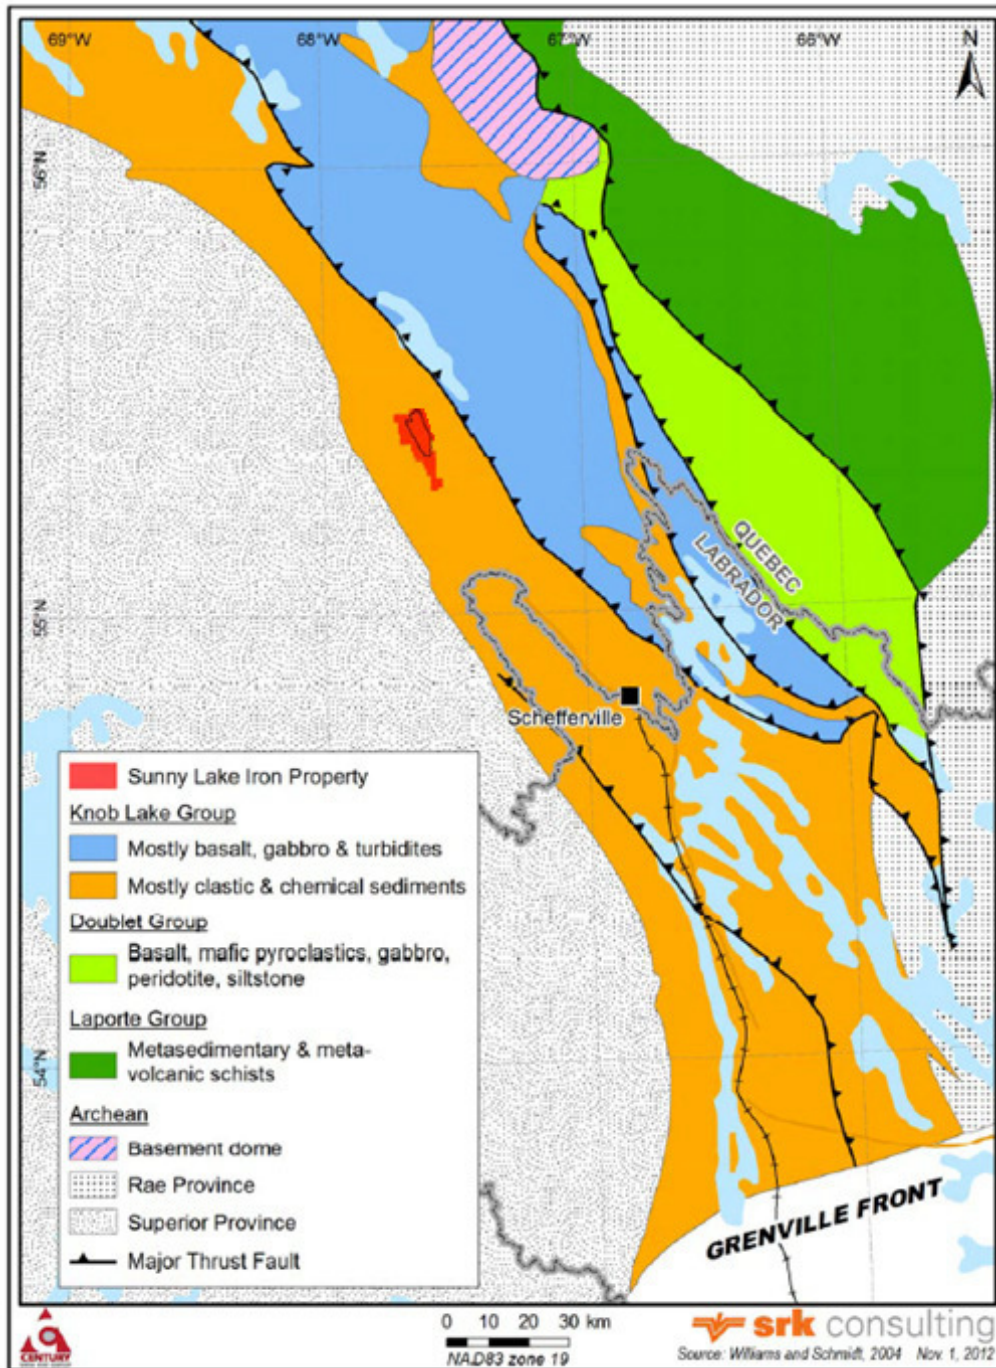 69°W 68°W 67°W 66°W N
56°N
QUEBEC
LABRADOR
55°N
Schefferville
Sunny Lake Iron Property
Knob Lake Group
Mostly basalt, gabbro & turbidites
Mostly clastic & chemical sediments
Doublet Group
Basalt, mafic pyroclastics, gabbro,
peridotite, siltstone
Laporte Group
Metasedimentary & meta-
volcanic schists
54°N
Archean
Basement dome
Rae Province
Superior Province
Major Thrust Fault
GRENVILLE FRONT
0 10 20 30 km
NAD83 zone 19
CENTURY
srk consulting
Source: Williams and Schmidt, 2004 Nov. 1, 2012